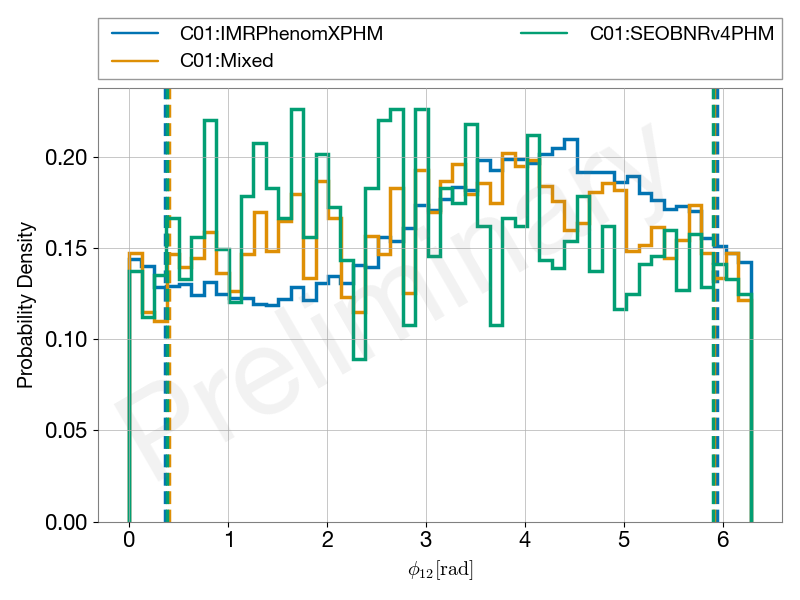 C01:IMRPhenomXPHM
C01:Mixed
C01:SEOBNRv4PHM
0.20
0.15
0.10
0.05
0.00
Probability Density
Preliminary
0 1 2 3 4 5 6
ϕ₁₂[rad]